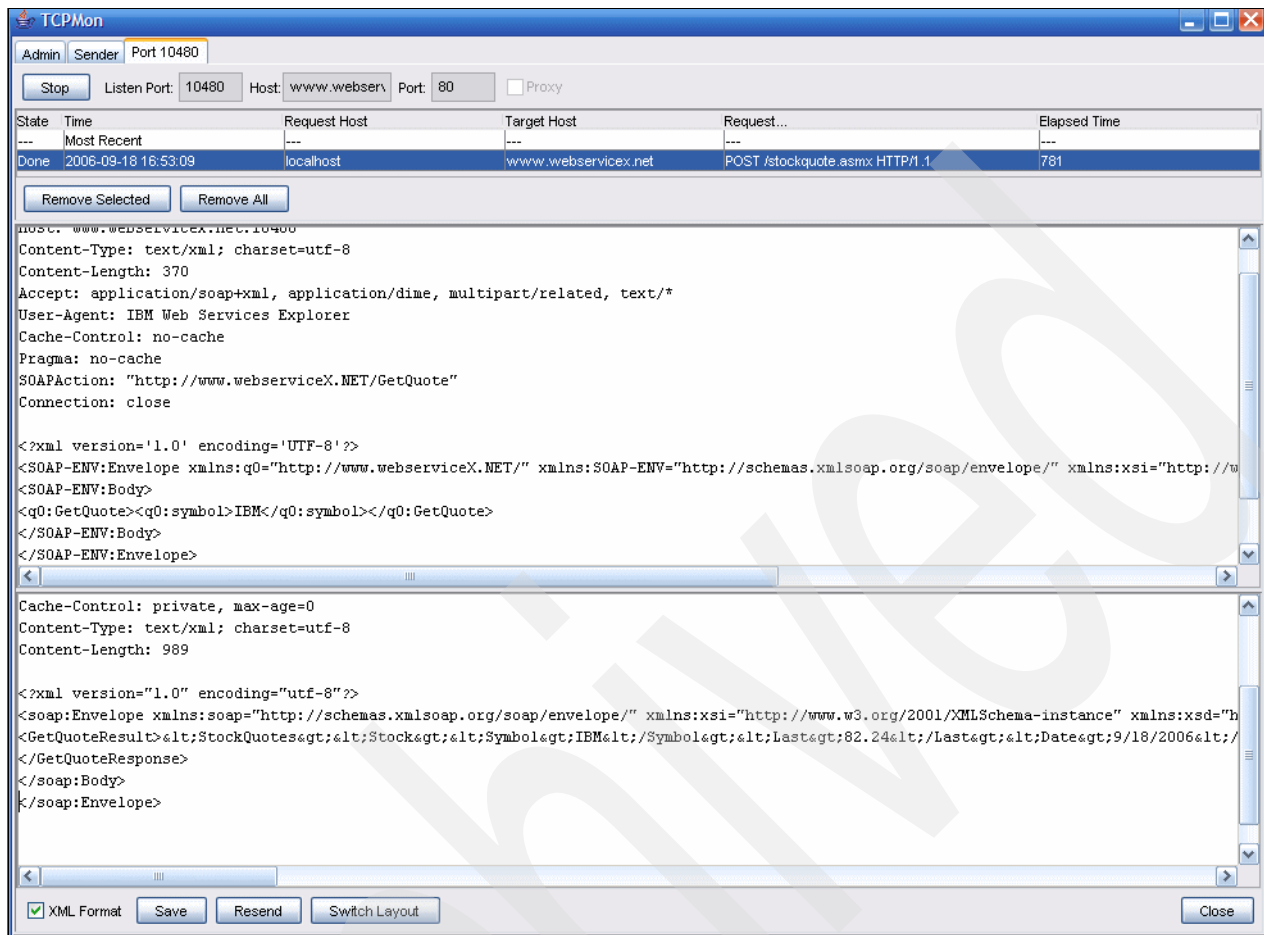 TCPMon
Admin Sender Port 10480
Stop Listen Port: 10480 Host: www.webserv Port: 80 Proxy
State Time Request Host Target Host Request... Elapsed Time
--- Most Recent --- --- --- ---
Done 2006-09-18 16:53:09 localhost www.webservicex.net POST /stockquote.asmx HTTP/1.1 781
Remove Selected Remove All
Host: www.webservicex.net:10480
Content-Type: text/xml; charset=utf-8
Content-Length: 370
Accept: application/soap+xml, application/dime, multipart/related, text/*
User-Agent: IBM Web Services Explorer
Cache-Control: no-cache
Pragma: no-cache
SOAPAction: "http://www.webserviceX.NET/GetQuote"
Connection: close
<?xml version='1.0' encoding='UTF-8'?>
<SOAP-ENV:Envelope xmlns:q0="http://www.webserviceX.NET/" xmlns:SOAP-ENV="http://schemas.xmlsoap.org/soap/envelope/" xmlns:xsi="http://w
<SOAP-ENV:Body>
<q0:GetQuote><q0:symbol>IBM</q0:symbol></q0:GetQuote>
</SOAP-ENV:Body>
</SOAP-ENV:Envelope>
Cache-Control: private, max-age=0
Content-Type: text/xml; charset=utf-8
Content-Length: 989
<?xml version="1.0" encoding="utf-8"?>
<soap:Envelope xmlns:soap="http://schemas.xmlsoap.org/soap/envelope/" xmlns:xsi="http://www.w3.org/2001/XMLSchema-instance" xmlns:xsd="h
<GetQuoteResult>&lt;StockQuotes&gt;&lt;Stock&gt;&lt;Symbol&gt;IBM&lt;/Symbol&gt;&lt;Last&gt;82.24&lt;/Last&gt;&lt;Date&gt;9/18/2006&lt;/
</GetQuoteResponse>
</soap:Body>
</soap:Envelope>
XML Format Save Resend Switch Layout Close